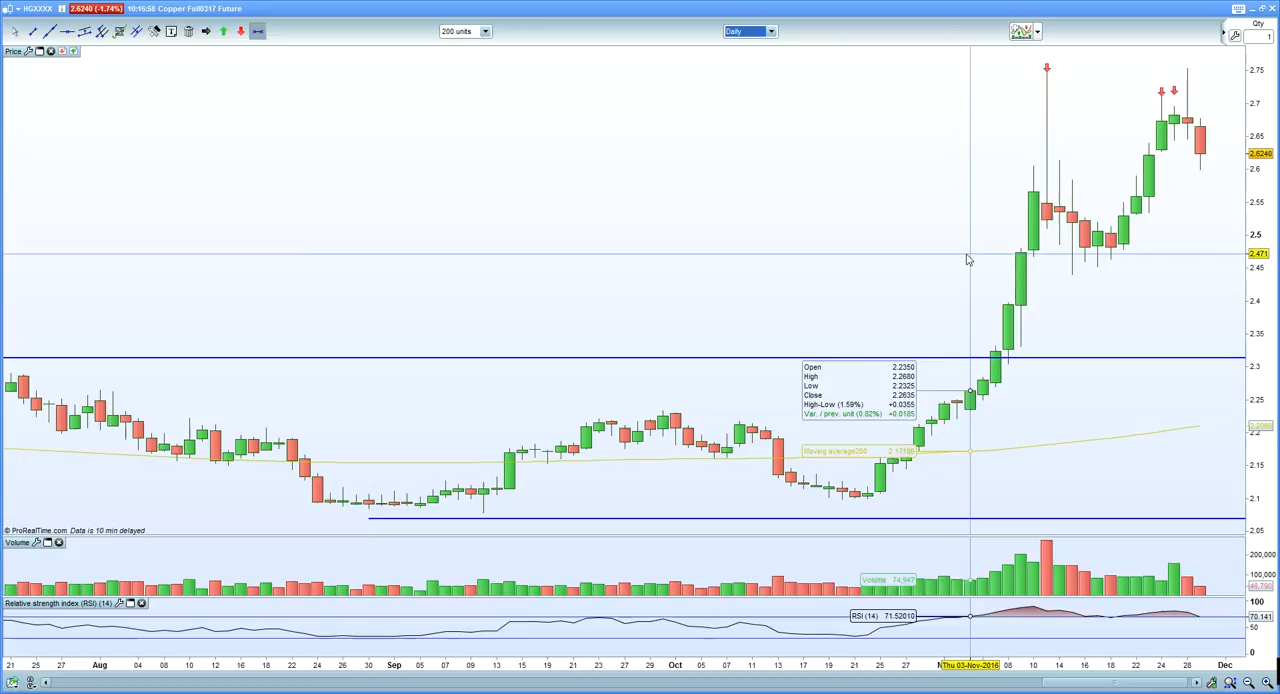 HGXXXX 2.6240 (-1.74%) 10:16:58 Copper Full0317 Future
200 units
Daily
Qty
1
Price
2.75
2.7
2.65
2.6240
2.6
2.55
2.5
2.471
2.45
2.4
2.35
2.3
2.25
2.2
2.15
2.1
2.05
Open 2.2350
High 2.2680
Low 2.2325
Close 2.2635
High-Low (1.59%) +0.0355
Var. / prev. unit (0.82%) +0.0185
Moving average200
© ProRealTime.com Data is 10 min delayed
Volume
Volume 74,947
200,000
100,000
46,790
Relative strength index (RSI) (14)
RSI (14) 71.52010
100
70.141
50
0
21 25 27 Aug 04 08 10 12 16 18 22 24 26 30 Sep 05 07 09 13 15 19 21 23 27 29 Oct 05 07 11 13 17 19 21 25 27 N Thu 03-Nov-2016 08 10 14 16 18 22 24 28 Dec